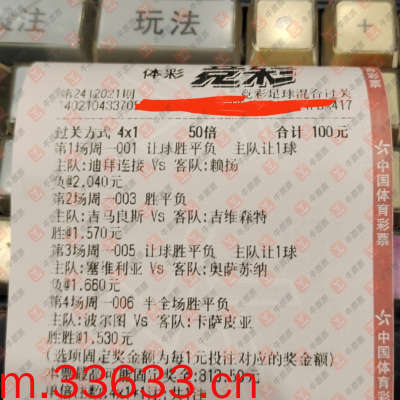 注
玩法
体彩 竞彩
第2412021期 竞彩足球混合过关
过关方式 4x1 50倍 合计 100元
第1场周一001 让球胜平负 主队让1球
主队:迪拜连接 Vs 客队:赖扬
负@2.040元
第2场周一003 胜平负
主队:吉马良斯 Vs 客队:吉维森特
胜@1.570元
第3场周一005 让球胜平负 主队让1球
主队:塞维利亚 Vs 客队:奥萨苏纳
负@1.660元
第4场周一006 半全场胜平负
主队:波尔图 Vs 客队:卡萨皮亚
胜胜@1.530元
(选项固定奖金额为每1元投注对应的奖金额)
m.33633.cn
中国体育彩票
中国体育彩票